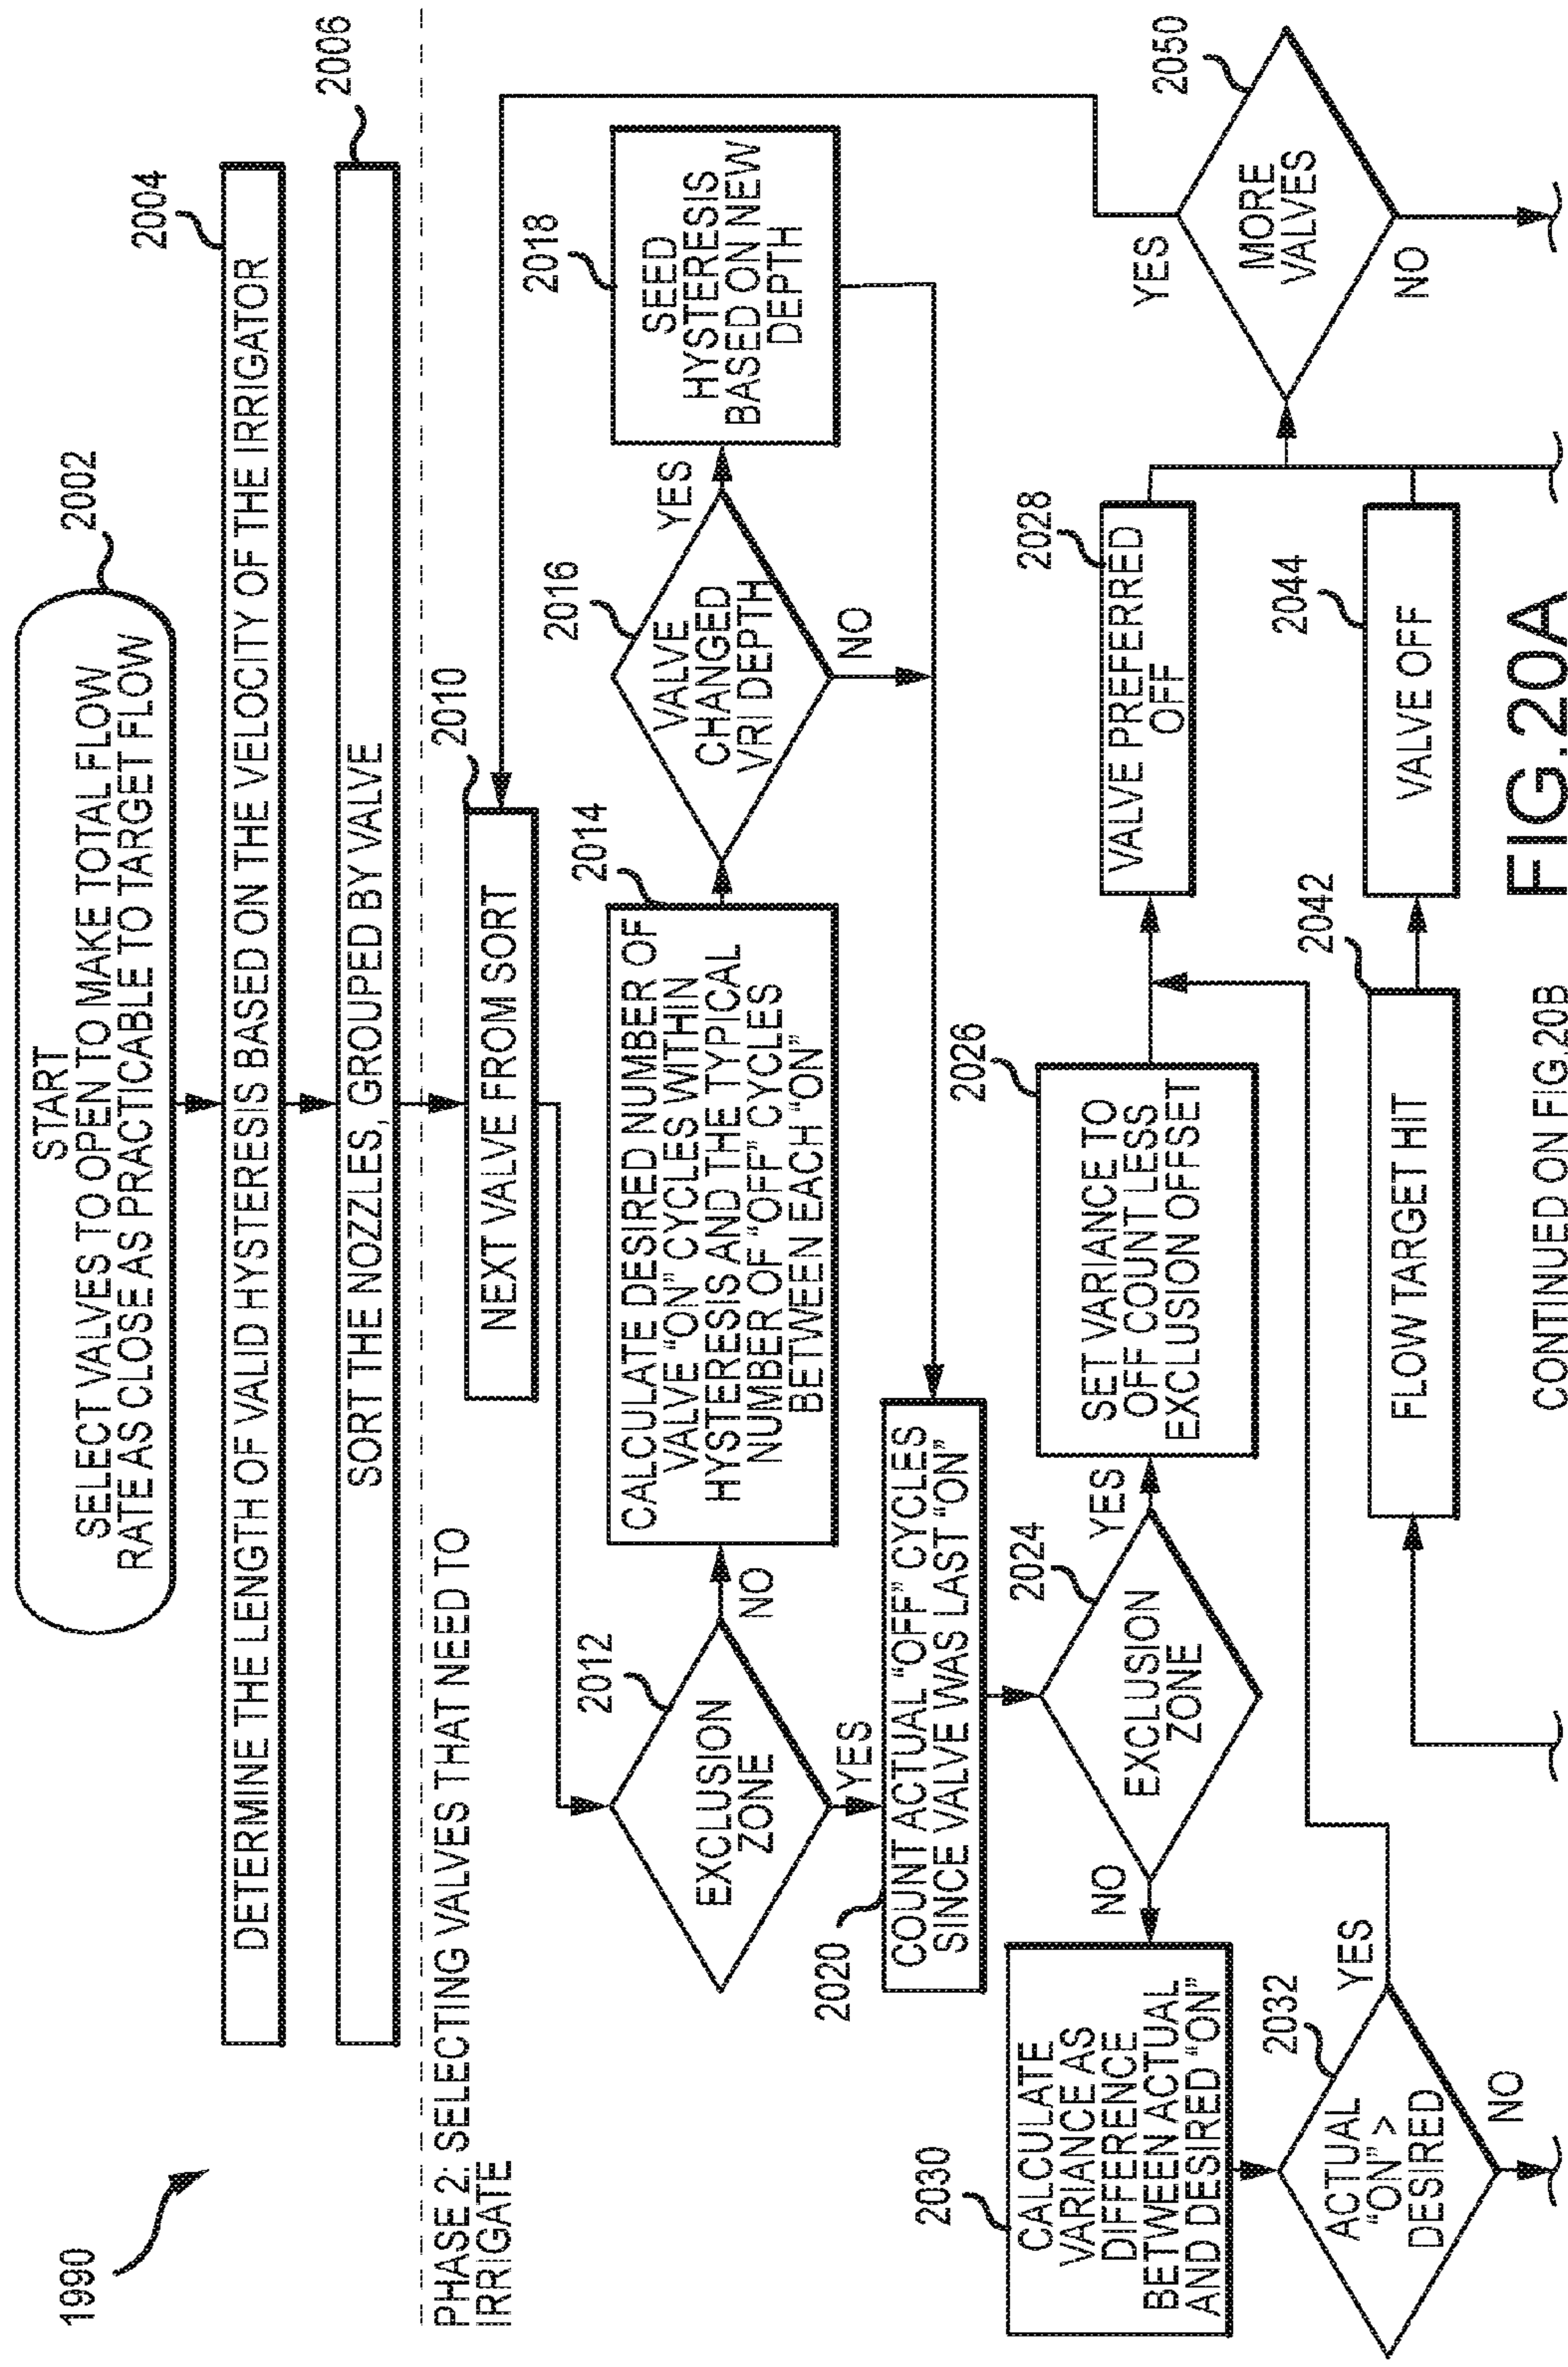 1990
START
SELECT VALVES TO OPEN TO MAKE TOTAL FLOW
RATE AS CLOSE AS PRACTICABLE TO TARGET FLOW
2002
DETERMINE THE LENGTH OF VALID HYSTERESIS BASED ON THE VELOCITY OF THE IRRIGATOR
2004
SORT THE NOZZLES, GROUPED BY VALVE
2006
PHASE 2: SELECTING VALVES THAT NEED TO
IRRIGATE
NEXT VALVE FROM SORT
2010
2012
EXCLUSION
ZONE
NO
YES
CALCULATE DESIRED NUMBER OF
VALVE "ON" CYCLES WITHIN
HYSTERESIS AND THE TYPICAL
NUMBER OF "OFF" CYCLES
BETWEEN EACH "ON"
2014
2016
VALVE
CHANGED
VRI DEPTH
YES
NO
2018
SEED
HYSTERESIS
BASED ON NEW
DEPTH
2020
COUNT ACTUAL "OFF" CYCLES
SINCE VALVE WAS LAST "ON"
2024
EXCLUSION
ZONE
YES
NO
2026
SET VARIANCE TO
OFF COUNT LESS
EXCLUSION OFFSET
2028
VALVE PREFERRED
OFF
2030
CALCULATE
VARIANCE AS
DIFFERENCE
BETWEEN ACTUAL
AND DESIRED "ON"
2032
ACTUAL
"ON" >
DESIRED
YES
NO
2042
FLOW TARGET HIT
2044
VALVE OFF
2050
MORE
VALVES
YES
NO
CONTINUED ON FIG.20B
FIG.20A